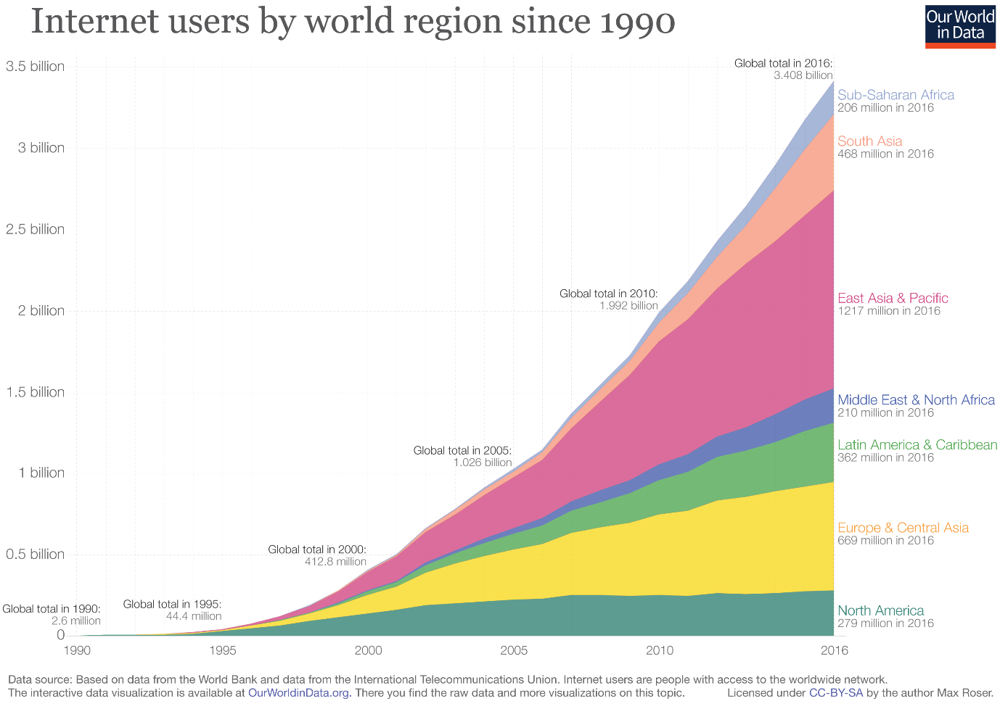 Internet users by world region since 1990
Our World
in Data
3.5 billion
3 billion
2.5 billion
2 billion
1.5 billion
1 billion
0.5 billion
0
Global total in 2016:
3.408 billion
Global total in 2010:
1.992 billion
Global total in 2005:
1.026 billion
Global total in 2000:
412.8 million
Global total in 1995:
44.4 million
Global total in 1990:
2.6 million
Sub-Saharan Africa
206 million in 2016
South Asia
468 million in 2016
East Asia & Pacific
1217 million in 2016
Middle East & North Africa
210 million in 2016
Latin America & Caribbean
362 million in 2016
Europe & Central Asia
669 million in 2016
North America
279 million in 2016
1990
1995
2000
2005
2010
2016
Data source: Based on data from the World Bank and data from the International Telecommunications Union. Internet users are people with access to the worldwide network.
The interactive data visualization is available at OurWorldinData.org. There you find the raw data and more visualizations on this topic.
Licensed under CC-BY-SA by the author Max Roser.